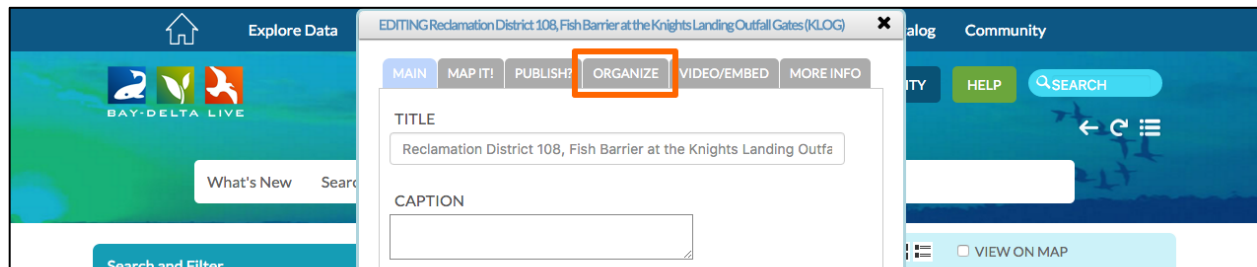 Explore Data
EDITING Reclamation District 108, Fish Barrier at the Knights Landing Outfall Gates (KLOG)
alog
Community
MAIN
MAP IT!
PUBLISH?
ORGANIZE
VIDEO/EMBED
MORE INFO
ITY
HELP
SEARCH
BAY-DELTA LIVE
TITLE
Reclamation District 108, Fish Barrier at the Knights Landing Outfa
What's New
Searc
CAPTION
Search and Filter
VIEW ON MAP